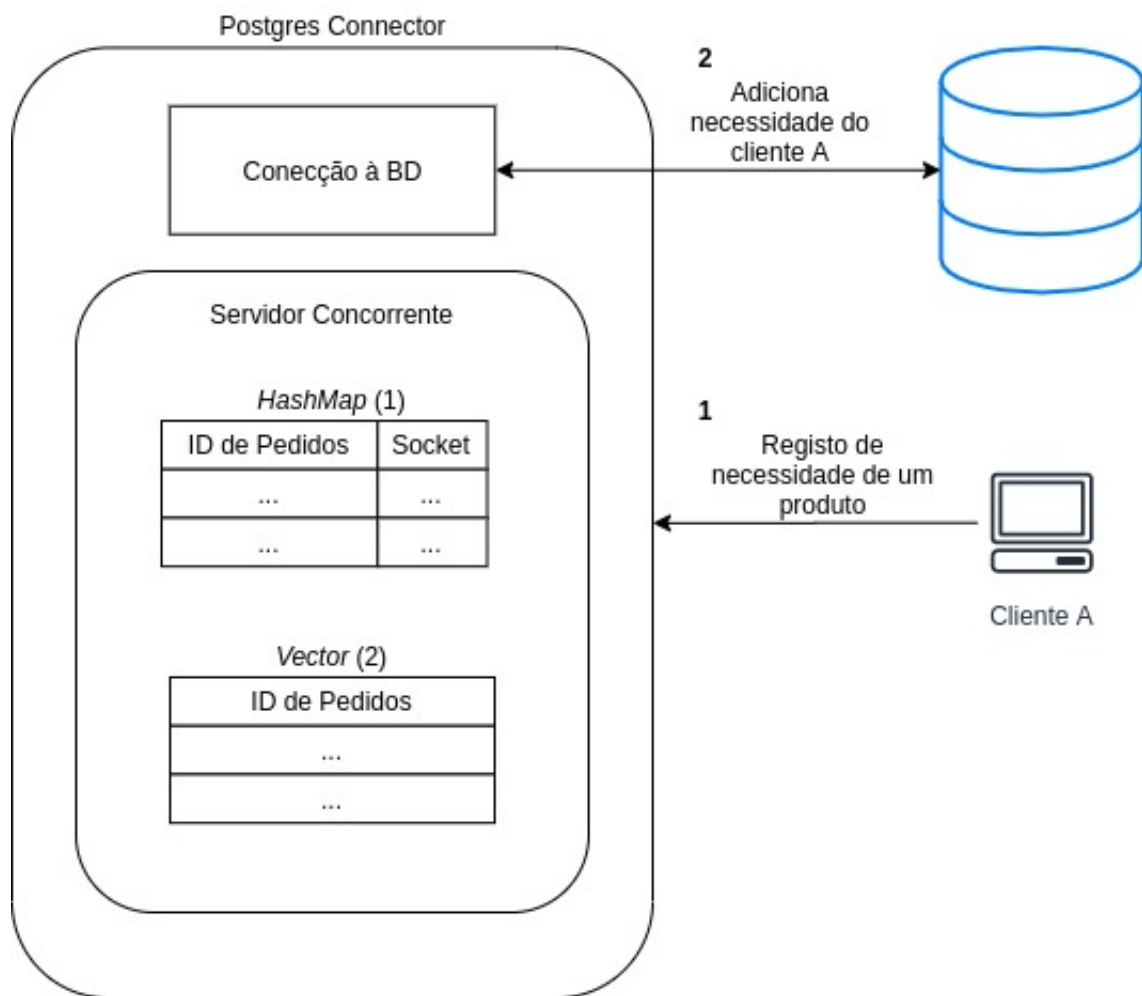 Postgres Connector
Conecção à BD
2
Adiciona
necessidade do
cliente A
Servidor Concorrente
HashMap (1)
ID de Pedidos Socket
... ...
... ...
Vector (2)
ID de Pedidos
...
...
1
Registo de
necessidade de um
produto
Cliente A